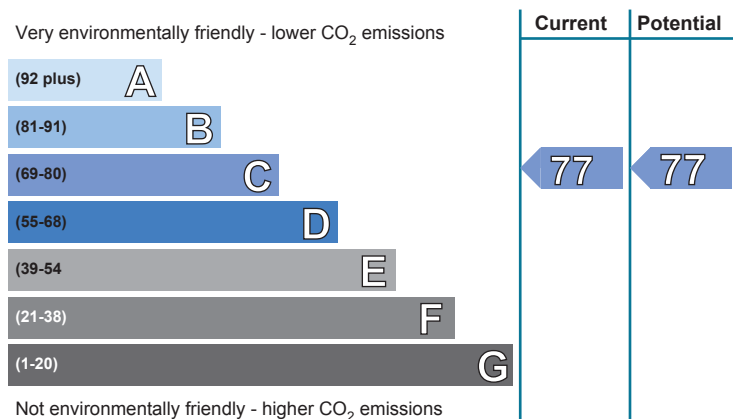 Very environmentally friendly - lower CO2 emissions
Current Potential
(92 plus) A
(81-91) B
(69-80) C
77 77
(55-68) D
(39-54 E
(21-38) F
(1-20) G
Not environmentally friendly - higher CO2 emissions